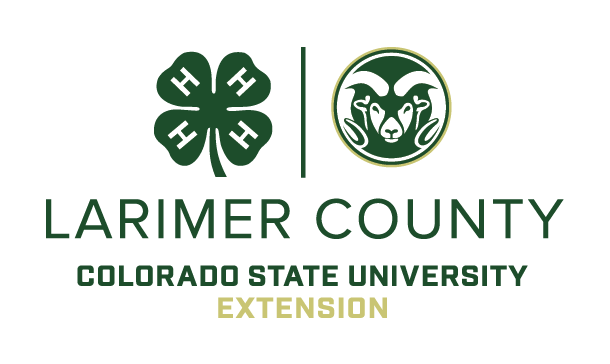 H H
H H
LARIMER COUNTY
COLORADO STATE UNIVERSITY
EXTENSION